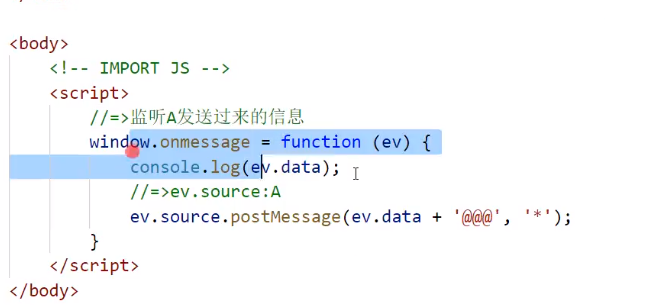 <body>
<!-- IMPORT JS -->
<script>
//=>监听A发送过来的信息
window.onmessage = function (ev) {
console.log(ev.data);
//=>ev.source:A
ev.source.postMessage(ev.data + '@@@', '*');
}
</script>
</body>